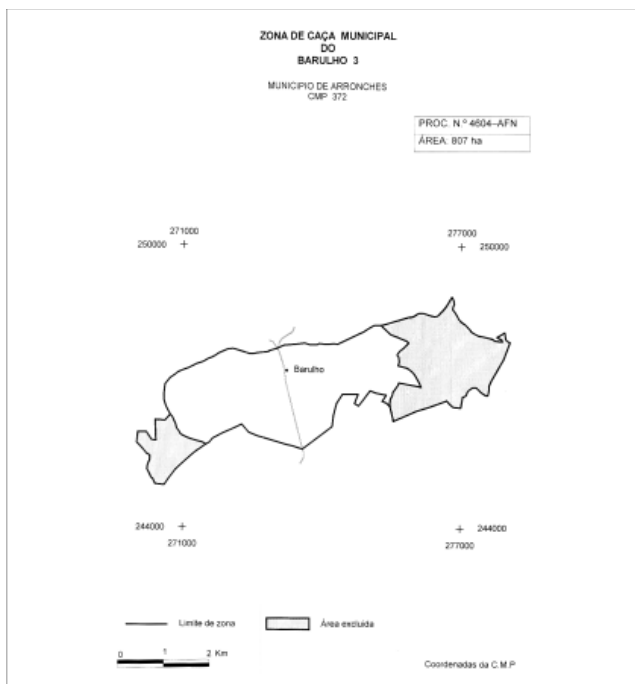 ZONA DE CAÇA MUNICIPAL
DO
BARULHO 3
MUNICIPIO DE ARRONCHES
CMP 372
PROC. N.º 4604–AFN
ÁREA: 807 ha
271000
250000
277000
250000
Barulho
244000
271000
244000
277000
Limite de zona
Área excluída
0 1 2 Km
Coordenadas da C.M.P